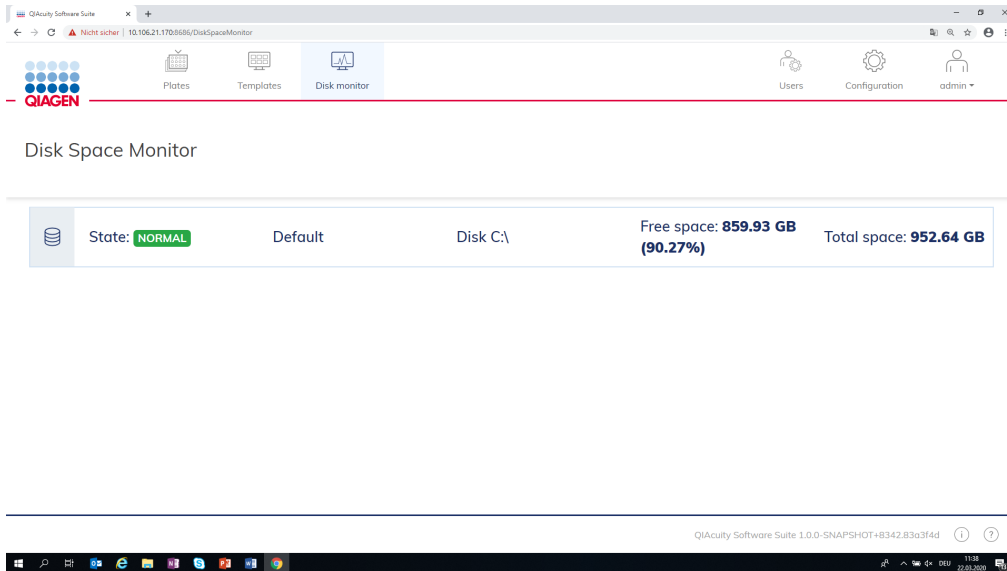 QIAcuity Software Suite
Nicht sicher | 10.106.21.170:8686/DiskSpaceMonitor
QIAGEN
Plates
Templates
Disk monitor
Users
Configuration
admin
Disk Space Monitor
State: NORMAL
Default
Disk C:\
Free space: 859.93 GB
(90.27%)
Total space: 952.64 GB
QIAcuity Software Suite 1.0.0-SNAPSHOT+8342.83a3f4d
DEU
11:38
22.03.2020